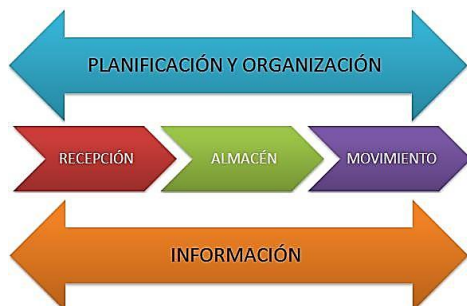 PLANIFICACIÓN Y ORGANIZACIÓN
RECEPCIÓN
ALMACÉN
MOVIMIENTO
INFORMACIÓN